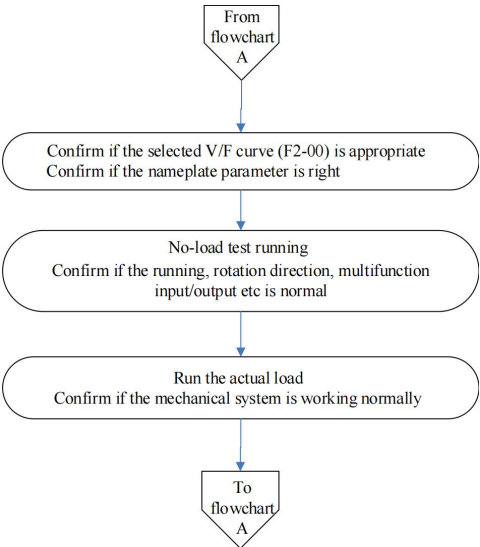 From
flowchart
A
Confirm if the selected V/F curve (F2-00) is appropriate
Confirm if the nameplate parameter is right
No-load test running
Confirm if the running, rotation direction, multifunction
input/output etc is normal
Run the actual load
Confirm if the mechanical system is working normally
To
flowchart
A